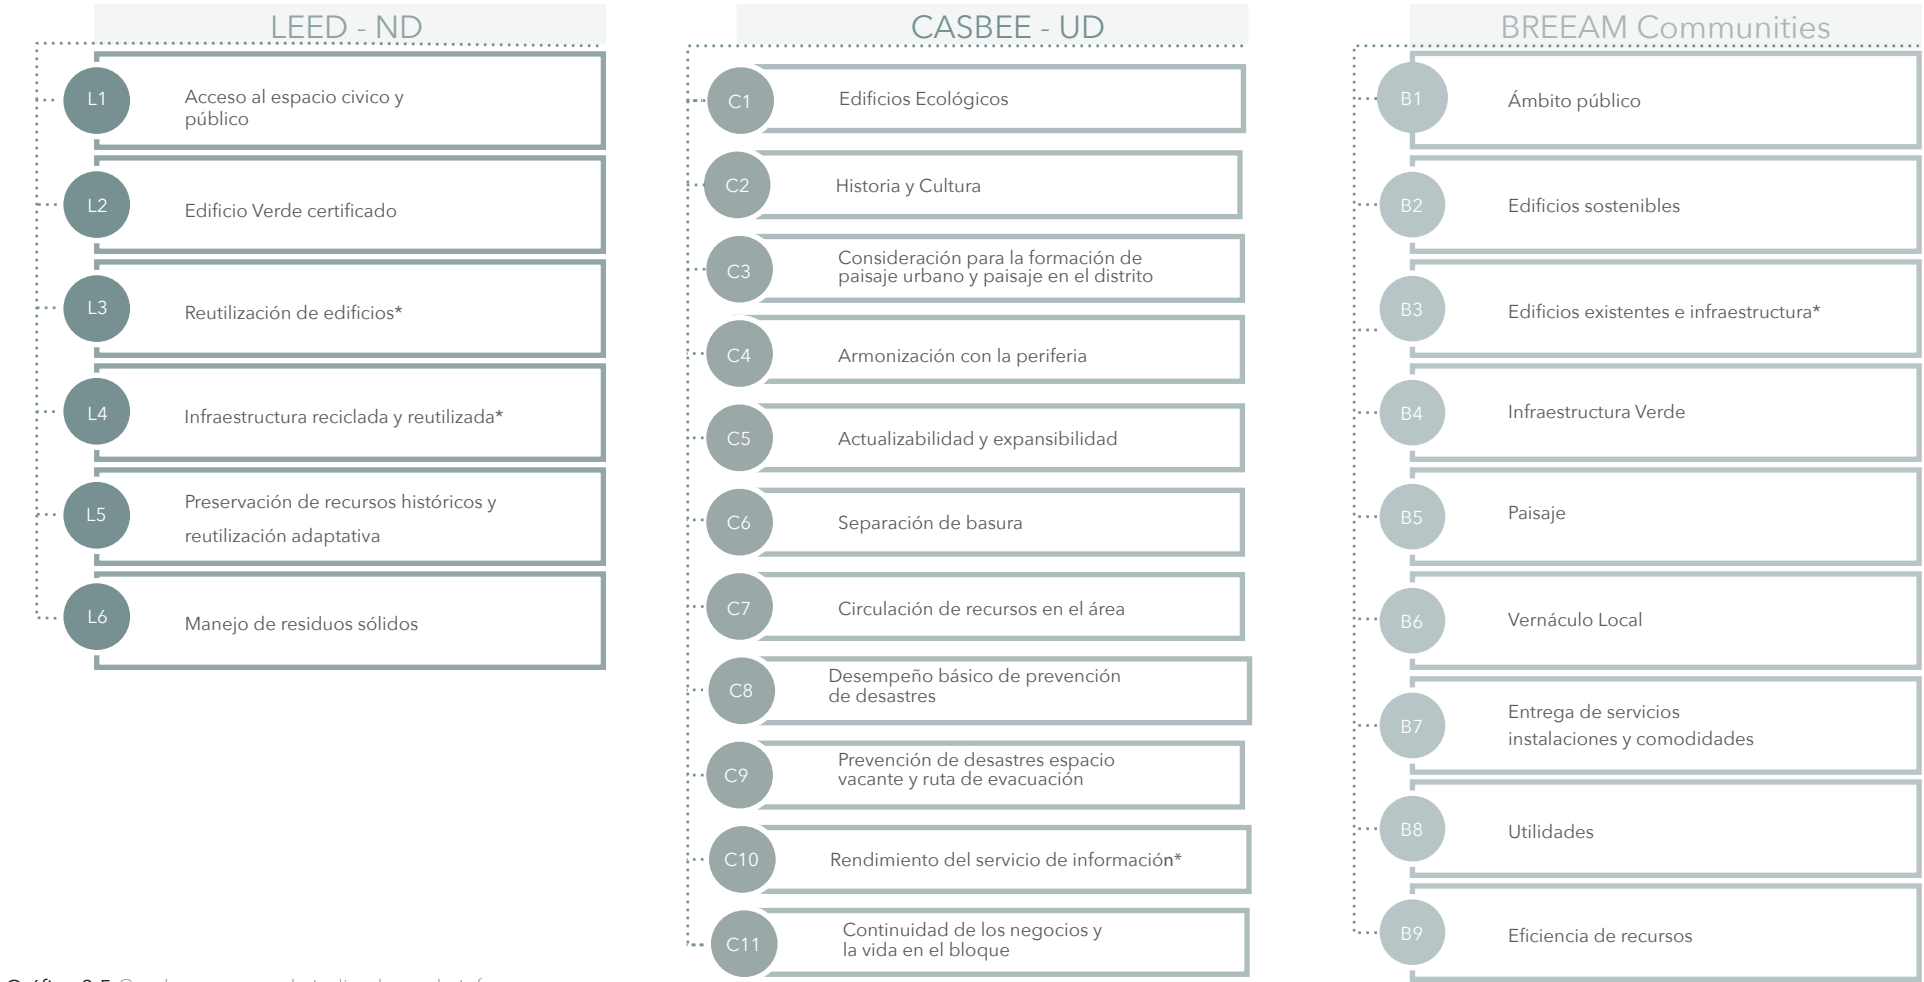 LEED - ND
L1
Acceso al espacio civico y
público
L2
Edificio Verde certificado
L3
Reutilización de edificios*
L4
Infraestructura reciclada y reutilizada*
L5
Preservación de recursos históricos y
reutilización adaptativa
L6
Manejo de residuos sólidos
CASBEE - UD
C1
Edificios Ecológicos
C2
Historia y Cultura
C3
Consideración para la formación de
paisaje urbano y paisaje en el distrito
C4
Armonización con la periferia
C5
Actualizabilidad y expansibilidad
C6
Separación de basura
C7
Circulación de recursos en el área
C8
Desempeño básico de prevención
de desastres
C9
Prevención de desastres espacio
vacante y ruta de evacuación
C10
Rendimiento del servicio de información*
C11
Continuidad de los negocios y
la vida en el bloque
BREEAM Communities
B1
Ámbito público
B2
Edificios sostenibles
B3
Edificios existentes e infraestructura*
B4
Infraestructura Verde
B5
Paisaje
B6
Vernáculo Local
B7
Entrega de servicios
instalaciones y comodidades
B8
Utilidades
B9
Eficiencia de recursos